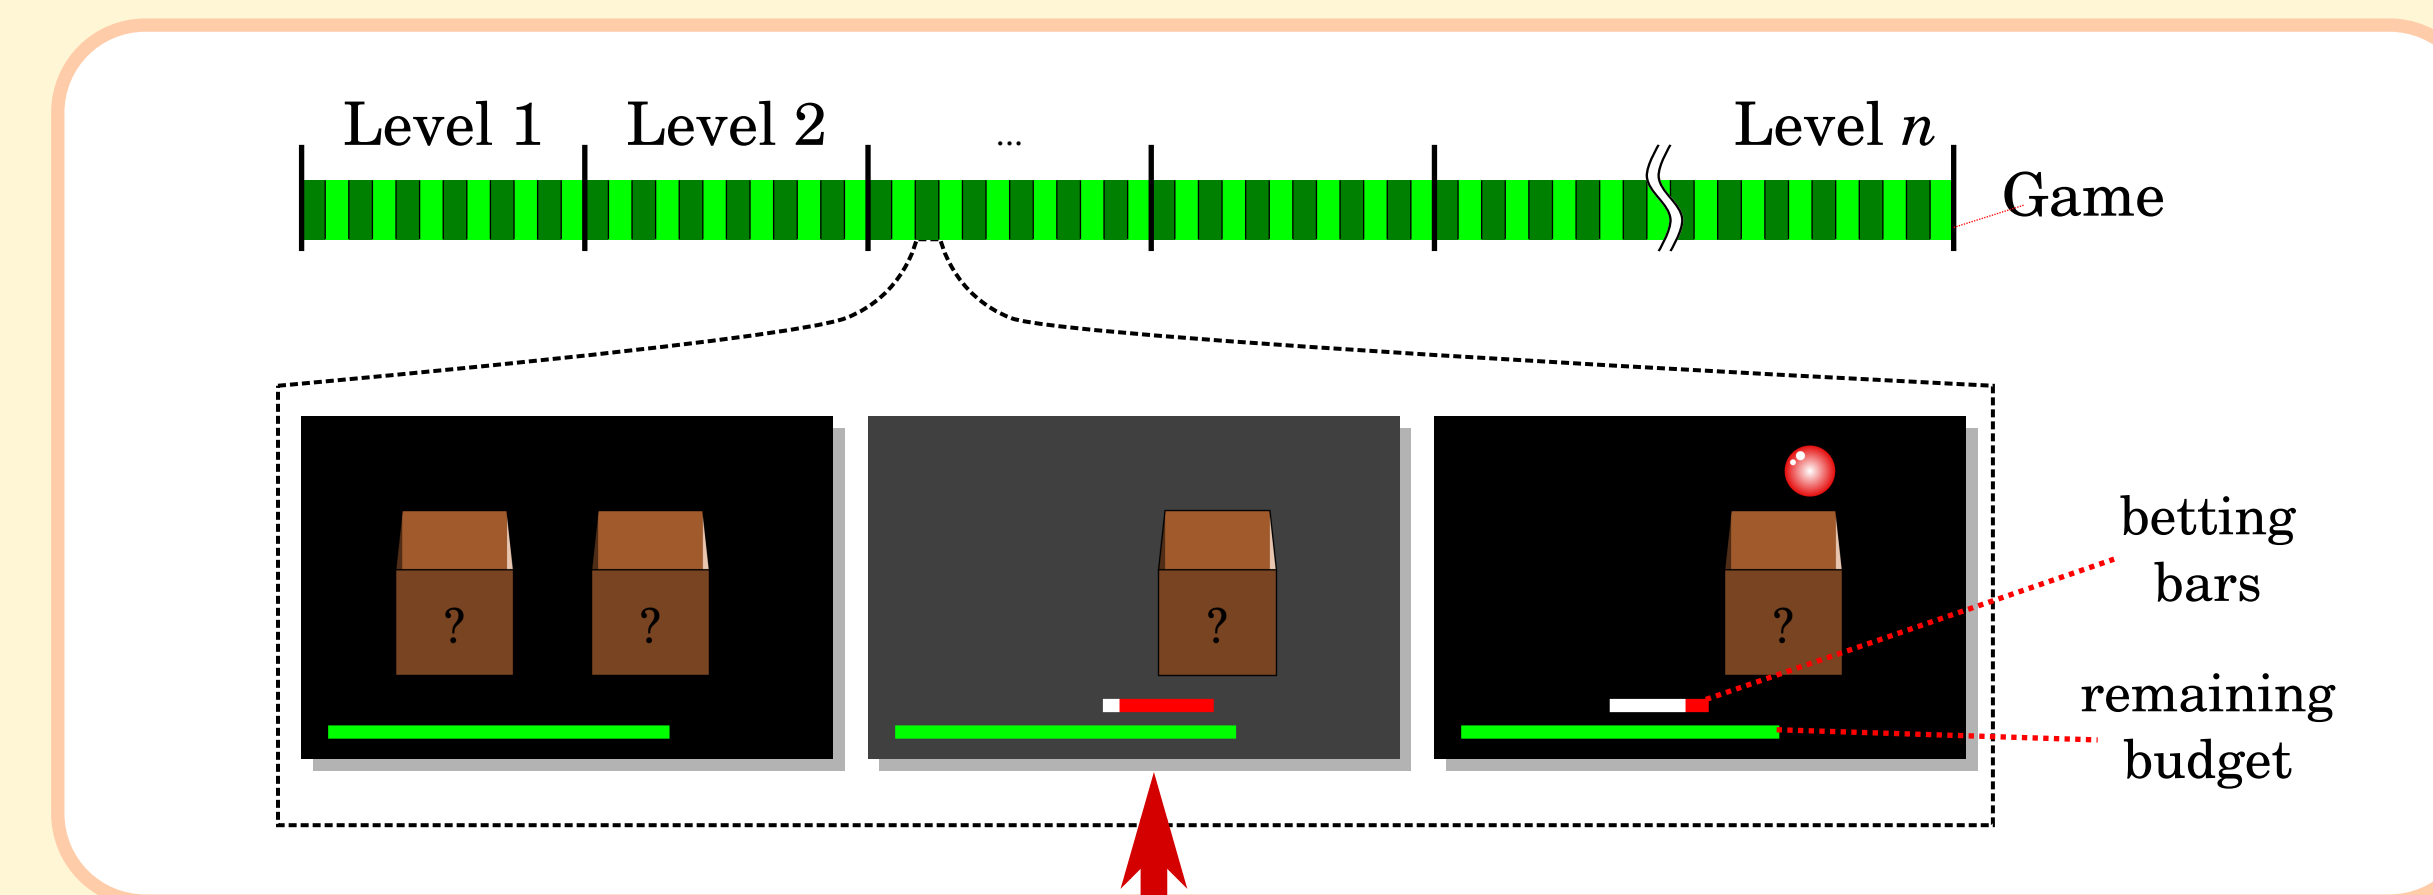 Level 1
Level 2
...
Level n
Game
?
?
?
?
betting
bars
remaining
budget